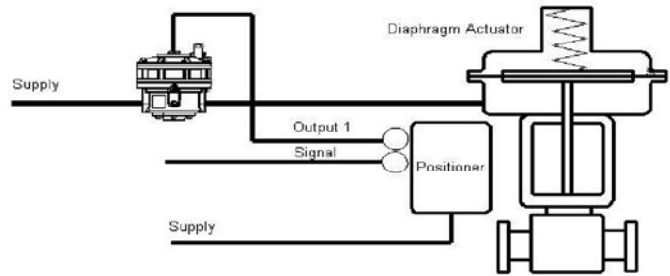 Diaphragm Actuator
Supply
Output 1
Signal
Positioner
Supply